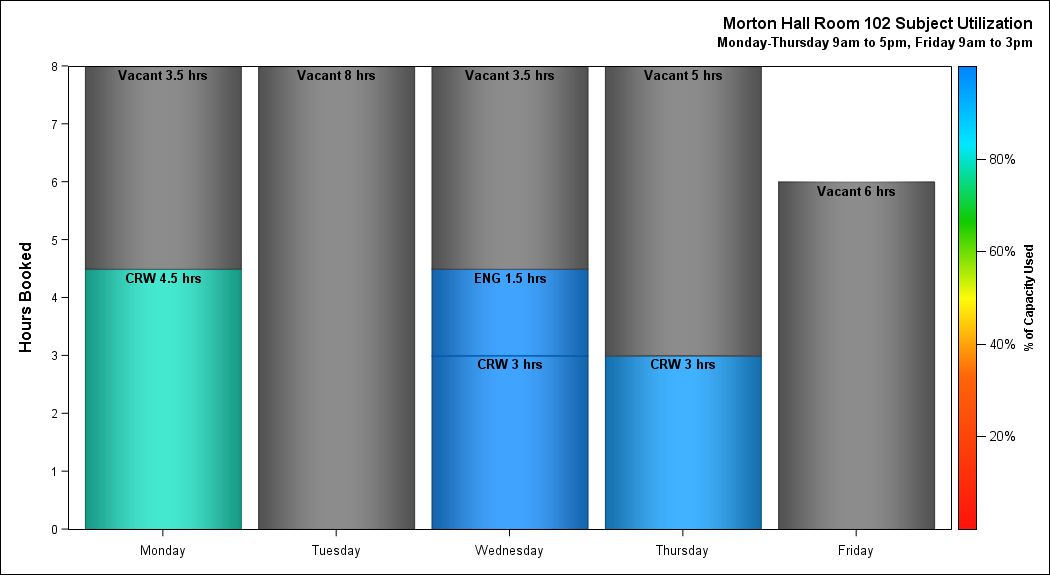 Morton Hall Room 102 Subject Utilization
Monday-Thursday 9am to 5pm, Friday 9am to 3pm
Hours Booked
8
7
6
5
4
3
2
1
0
Vacant 3.5 hrs
CRW 4.5 hrs
Vacant 8 hrs
Vacant 3.5 hrs
ENG 1.5 hrs
CRW 3 hrs
Vacant 5 hrs
CRW 3 hrs
Vacant 6 hrs
Monday
Tuesday
Wednesday
Thursday
Friday
80%
60%
40%
20%
% of Capacity Used